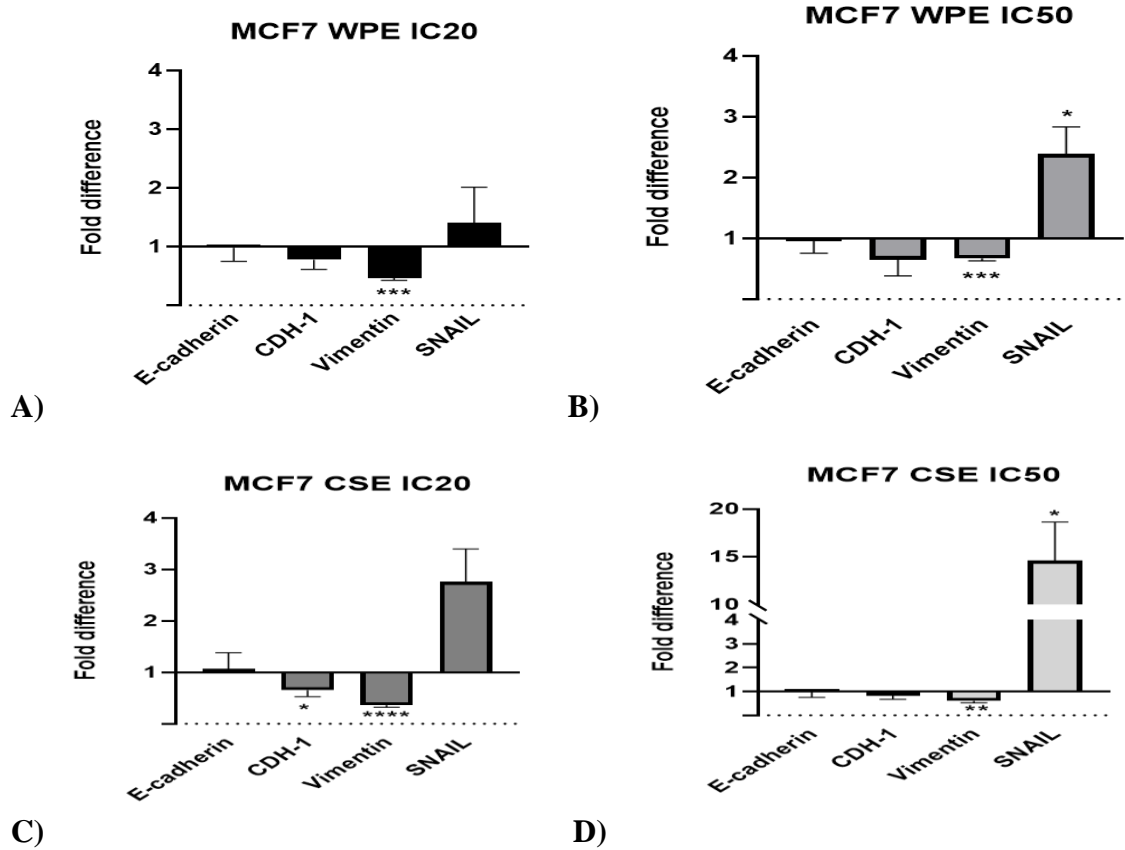 MCF7 WPE IC20
Fold difference
4
3
2
1
***
E-cadherin
CDH-1
Vimentin
SNAIL
A)
MCF7 WPE IC50
Fold difference
4
3
2
1
*
***
E-cadherin
CDH-1
Vimentin
SNAIL
B)
MCF7 CSE IC20
Fold difference
4
3
2
1
*
****
E-cadherin
CDH-1
Vimentin
SNAIL
C)
MCF7 CSE IC50
Fold difference
20
15
10
4
3
2
1
*
**
E-cadherin
CDH-1
Vimentin
SNAIL
D)